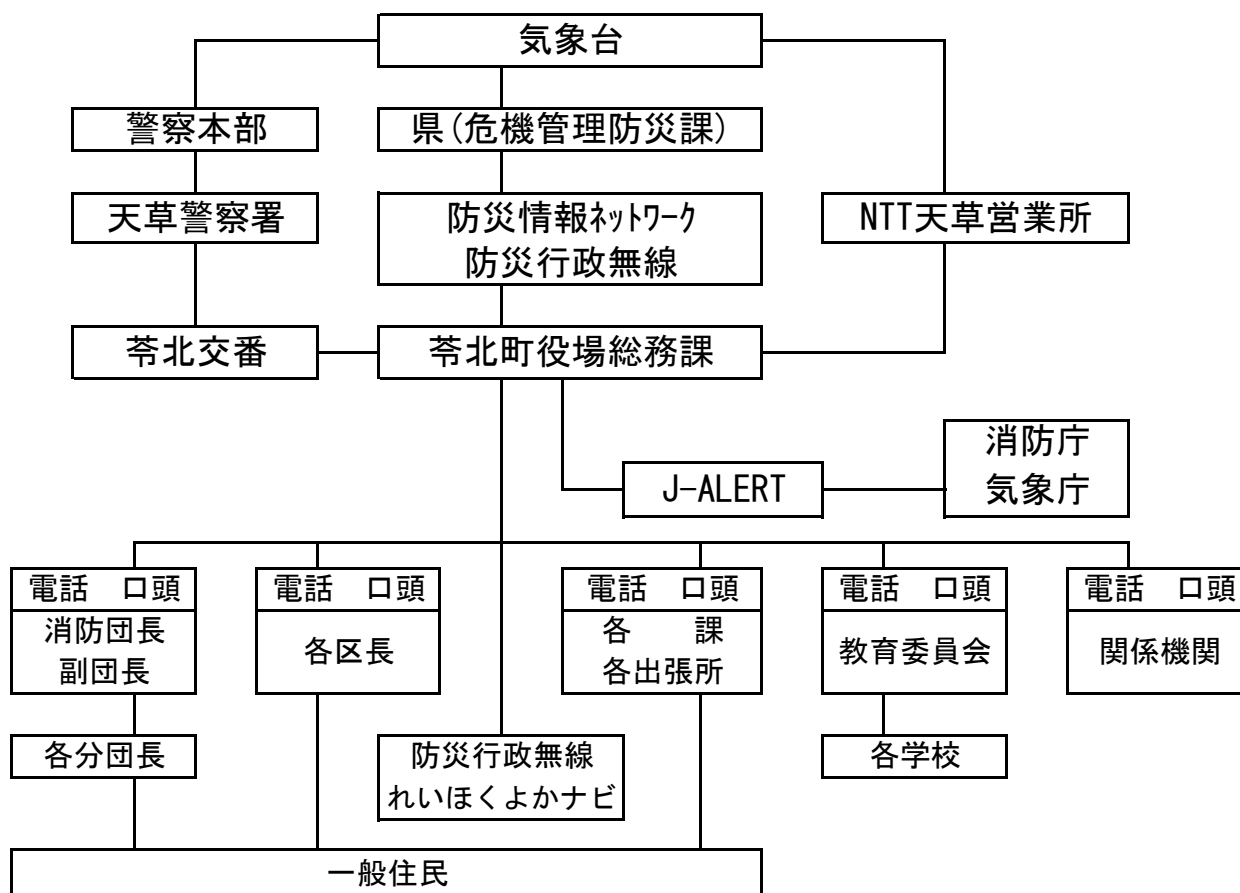 気象台
警察本部
県(危機管理防災課)
天草警察署
防災情報ネットワーク
防災行政無線
NTT天草営業所
苓北交番
苓北町役場総務課
消防庁
気象庁
J-ALERT
電話 口頭
消防団長
副団長
電話 口頭
各区長
電話 口頭
各 課
各出張所
電話 口頭
教育委員会
電話 口頭
関係機関
各分団長
防災行政無線
れいほくよかナビ
各学校
一般住民